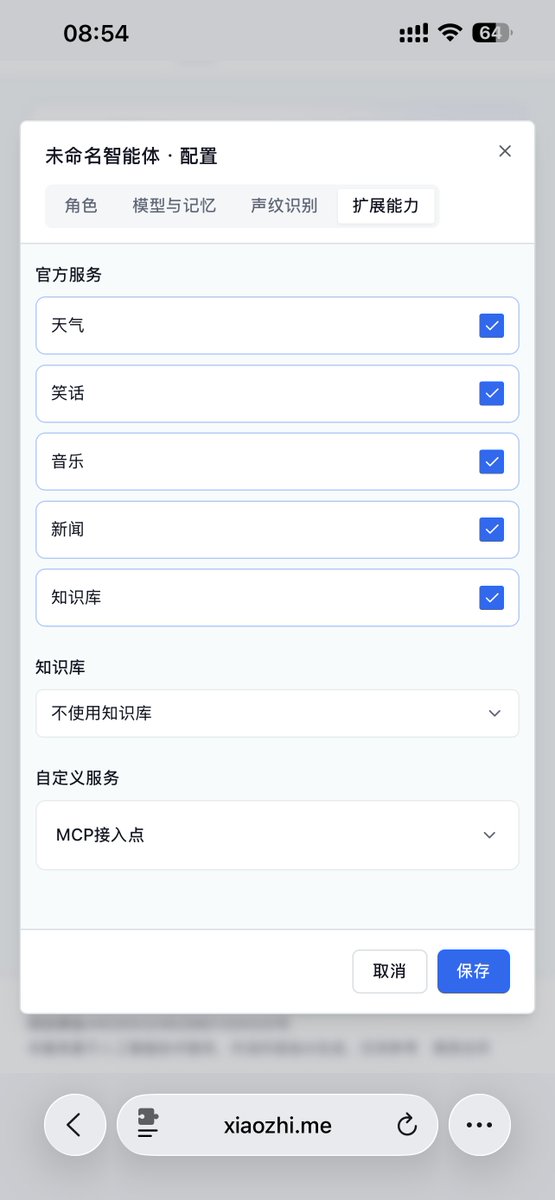 08:54
64
未命名智能体 · 配置
角色 模型与记忆 声纹识别 扩展能力
官方服务
天气
笑话
音乐
新闻
知识库
知识库
不使用知识库
自定义服务
MCP接入点
取消 保存
xiaozhi.me